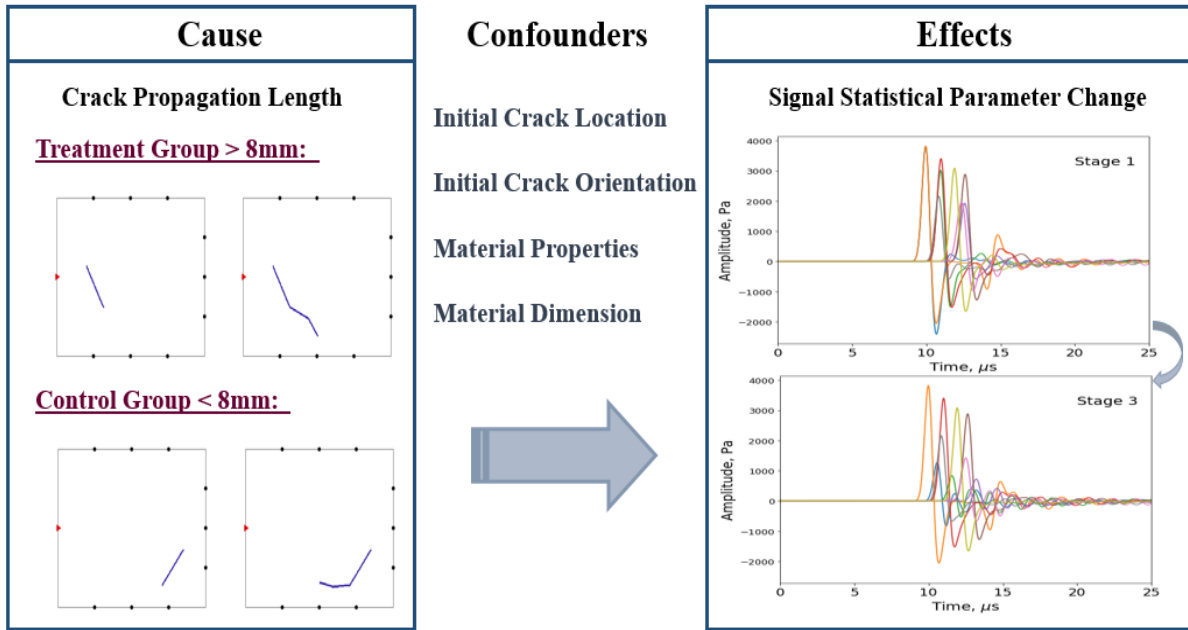 Cause
Crack Propagation Length
Treatment Group > 8mm:
Control Group < 8mm:
Confounders
Initial Crack Location
Initial Crack Orientation
Material Properties
Material Dimension
Effects
Signal Statistical Parameter Change
Stage 1
Amplitude, Pa
4000
3000
2000
1000
0
−1000
−2000
0 5 10 15 20 25
Time, μs
Stage 3
Amplitude, Pa
4000
3000
2000
1000
0
−1000
−2000
0 5 10 15 20 25
Time, μs